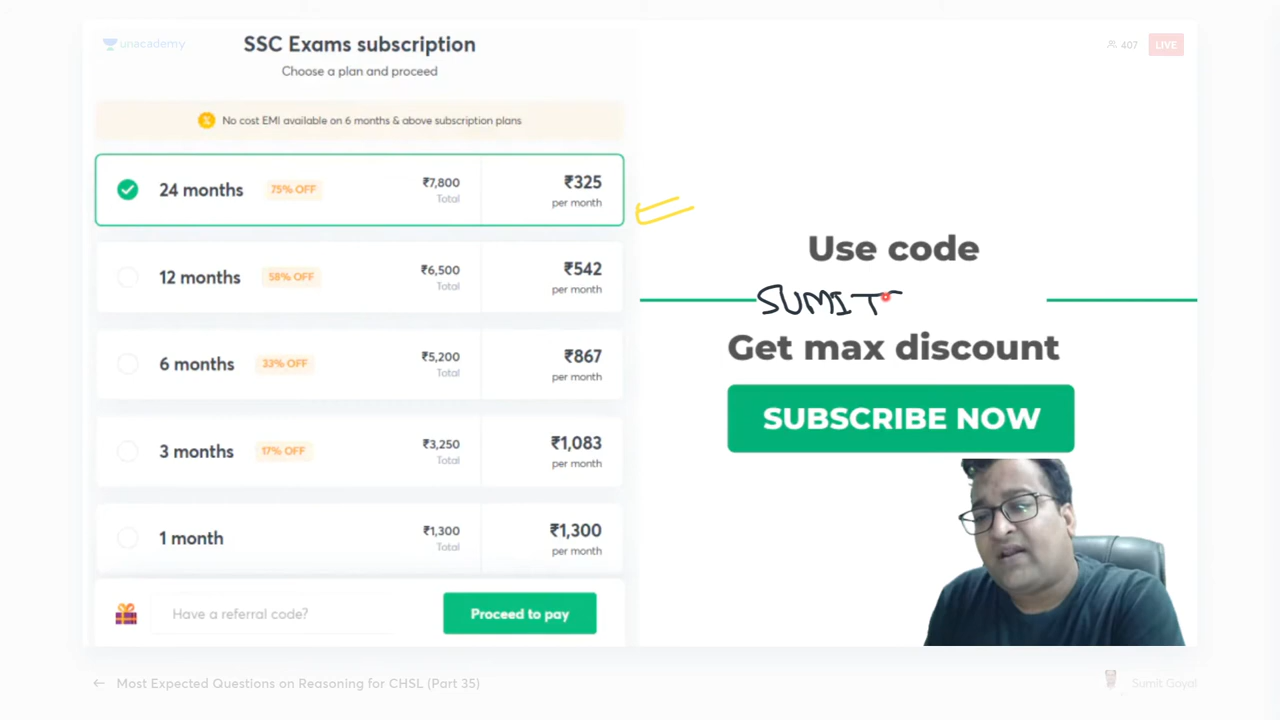 unacademy
SSC Exams subscription
Choose a plan and proceed
No cost EMI available on 6 months & above subscription plans
24 months 75% OFF ₹7,800 Total ₹325 per month
12 months 58% OFF ₹6,500 Total ₹542 per month
6 months 33% OFF ₹5,200 Total ₹867 per month
3 months 17% OFF ₹3,250 Total ₹1,083 per month
1 month ₹1,300 Total ₹1,300 per month
Have a referral code? Proceed to pay
407 LIVE
Use code
SUMIT
Get max discount
SUBSCRIBE NOW
← Most Expected Questions on Reasoning for CHSL (Part 35)
Sumit Goyal